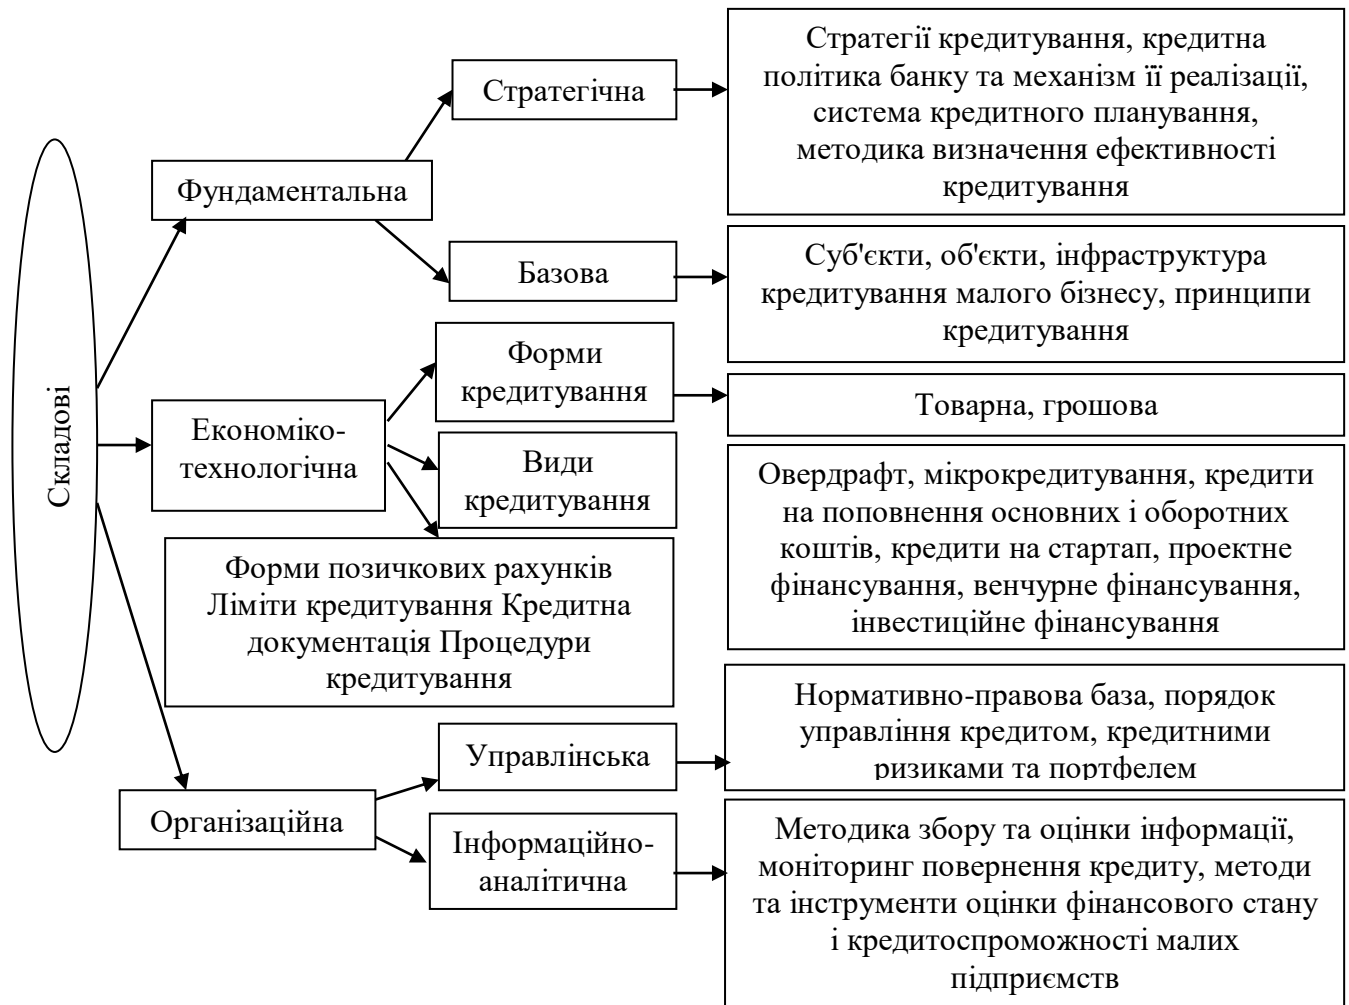 Складові
Фундаментальна
Стратегічна
Стратегії кредитування, кредитна
політика банку та механізм її реалізації,
система кредитного планування,
методика визначення ефективності
кредитування
Базова
Суб'єкти, об'єкти, інфраструктура
кредитування малого бізнесу, принципи
кредитування
Економіко-
технологічна
Форми
кредитування
Товарна, грошова
Види
кредитування
Овердрафт, мікрокредитування, кредити
на поповнення основних і оборотних
коштів, кредити на стартап, проектне
фінансування, венчурне фінансування,
інвестиційне фінансування
Форми позичкових рахунків
Ліміти кредитування Кредитна
документація Процедури
кредитування
Організаційна
Управлінська
Нормативно-правова база, порядок
управління кредитом, кредитними
ризиками та портфелем
Інформаційно-
аналітична
Методика збору та оцінки інформації,
моніторинг повернення кредиту, методи
та інструменти оцінки фінансового стану
і кредитоспроможності малих
підприємств